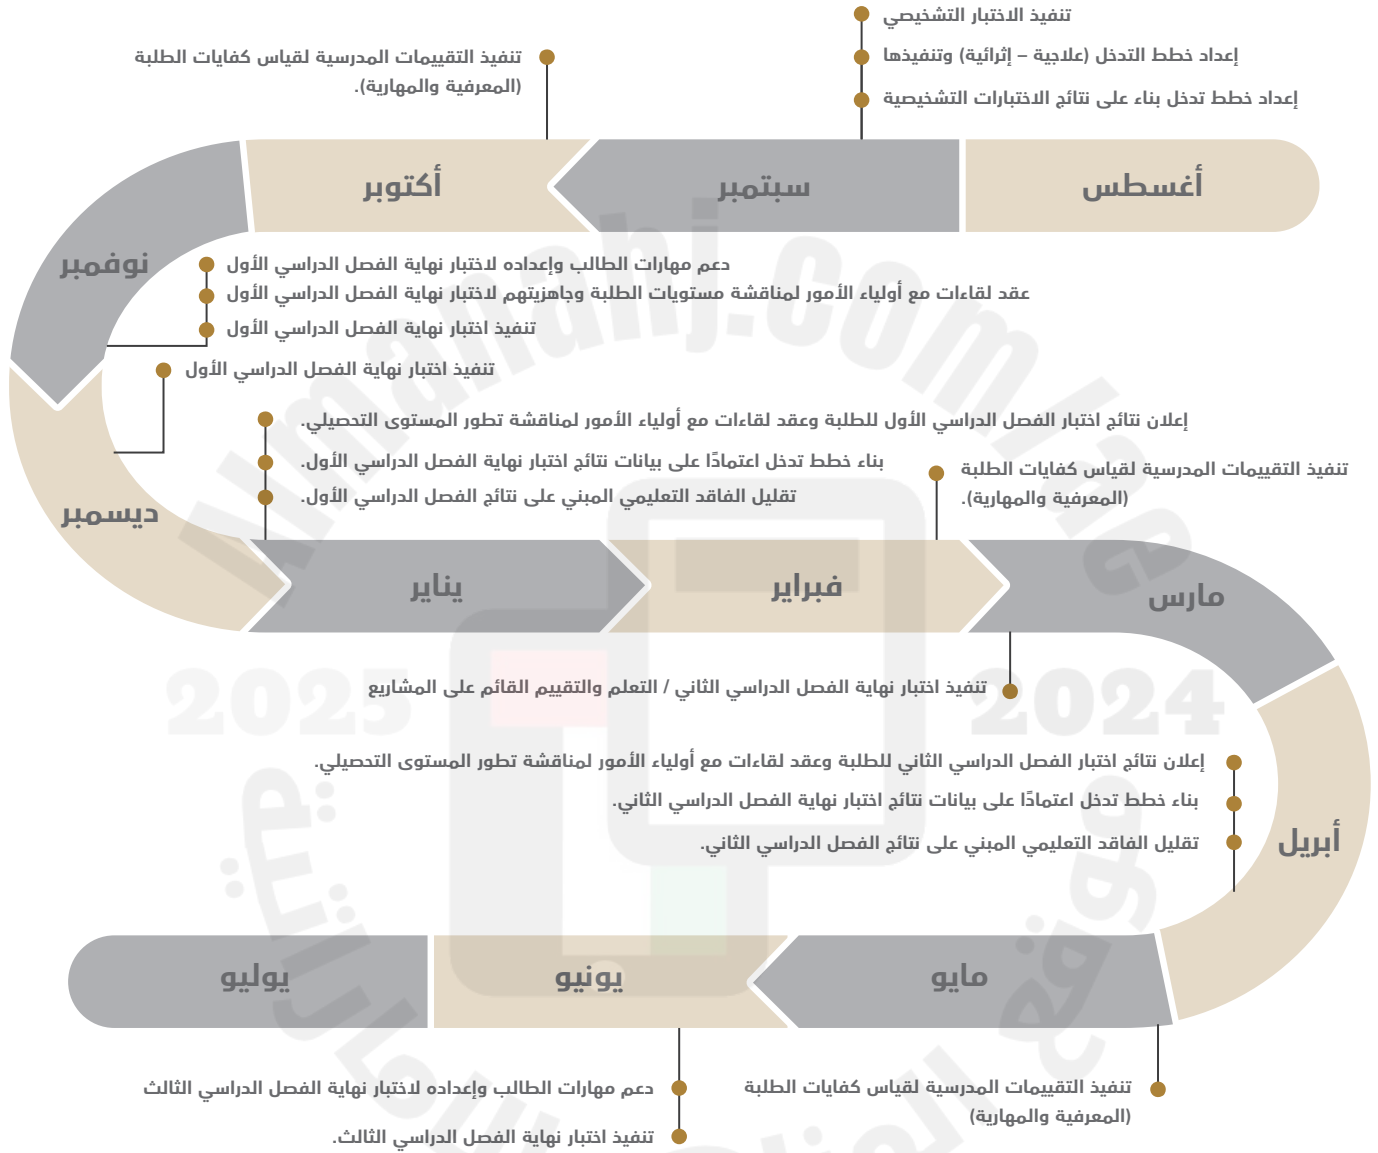 تنفيذ الاختبار التشخيصي
إعداد خطط التدخل (علاجية – إثرائية) وتنفيذها
إعداد خطط تدخل بناء على نتائج الاختبارات التشخيصية
تنفيذ التقييمات المدرسية لقياس كفايات الطلبة
(المعرفية والمهارية).
أغسطس
سبتمبر
أكتوبر
نوفمبر
دعم مهارات الطالب وإعداده لاختبار نهاية الفصل الدراسي الأول
عقد لقاءات مع أولياء الأمور لمناقشة مستويات الطلبة وجاهزيتهم لاختبار نهاية الفصل الدراسي الأول
تنفيذ اختبار نهاية الفصل الدراسي الأول
تنفيذ اختبار نهاية الفصل الدراسي الأول
ديسمبر
إعلان نتائج اختبار الفصل الدراسي الأول للطلبة وعقد لقاءات مع أولياء الأمور لمناقشة تطور المستوى التحصيلي.
بناء خطط تدخل اعتمادًا على بيانات نتائج اختبار نهاية الفصل الدراسي الأول.
تقليل الفاقد التعليمي المبني على نتائج الفصل الدراسي الأول.
تنفيذ التقييمات المدرسية لقياس كفايات الطلبة
(المعرفية والمهارية).
يناير
فبراير
مارس
تنفيذ اختبار نهاية الفصل الدراسي الثاني / التعلم والتقييم القائم على المشاريع
2025
2024
إعلان نتائج اختبار الفصل الدراسي الثاني للطلبة وعقد لقاءات مع أولياء الأمور لمناقشة تطور المستوى التحصيلي.
بناء خطط تدخل اعتمادًا على بيانات نتائج اختبار نهاية الفصل الدراسي الثاني.
تقليل الفاقد التعليمي المبني على نتائج الفصل الدراسي الثاني.
أبريل
مايو
يونيو
يوليو
تنفيذ التقييمات المدرسية لقياس كفايات الطلبة
(المعرفية والمهارية)
دعم مهارات الطالب وإعداده لاختبار نهاية الفصل الدراسي الثالث
تنفيذ اختبار نهاية الفصل الدراسي الثالث.
almanahj.com/ae
موقع